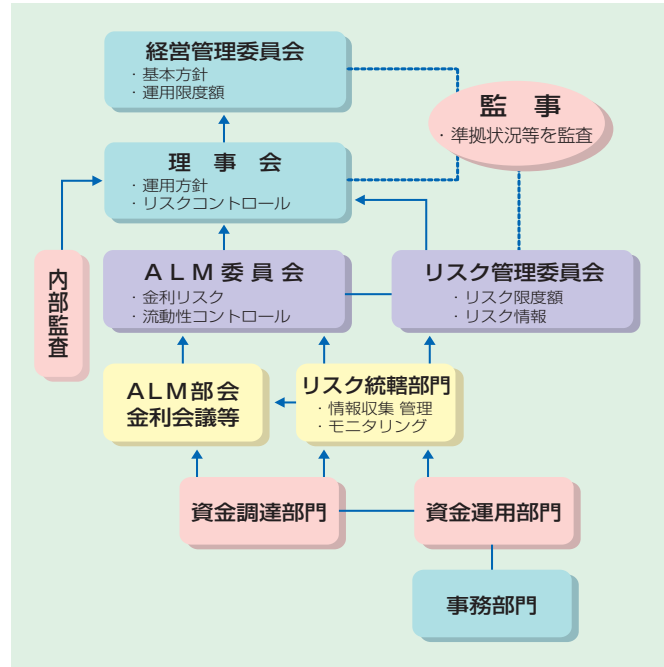 経営管理委員会
・基本方針
・運用限度額
監　事
・準拠状況等を監査
理　事　会
・運用方針
・リスクコントロール
内部監査
ＡＬＭ委員会
・金利リスク
・流動性コントロール
リスク管理委員会
・リスク限度額
・リスク情報
ＡＬＭ部会
金利会議等
リスク統轄部門
・情報収集 管理
・モニタリング
資金調達部門
資金運用部門
事務部門